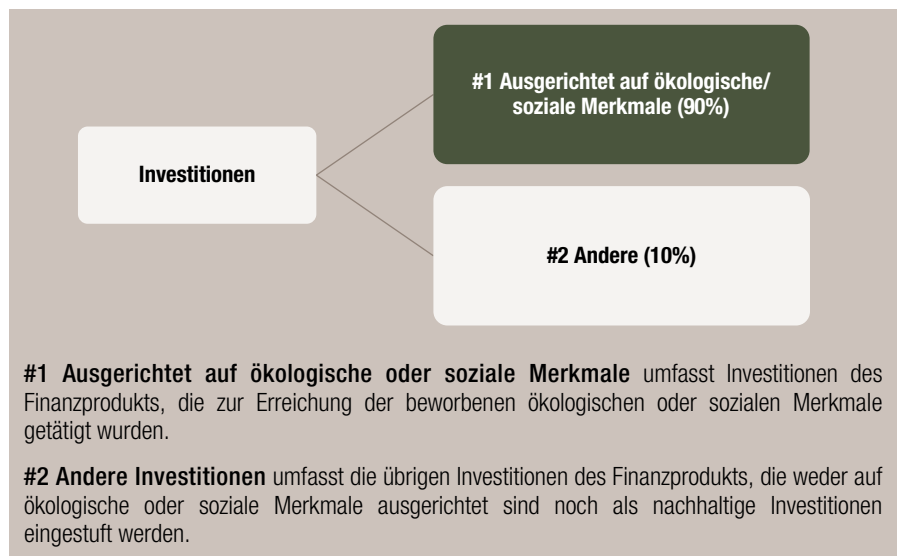 #1 Ausgerichtet auf ökologische/
soziale Merkmale (90%)
Investitionen
#2 Andere (10%)
#1 Ausgerichtet auf ökologische oder soziale Merkmale umfasst Investitionen des
Finanzprodukts, die zur Erreichung der beworbenen ökologischen oder sozialen Merkmale
getätigt wurden.
#2 Andere Investitionen umfasst die übrigen Investitionen des Finanzprodukts, die weder auf
ökologische oder soziale Merkmale ausgerichtet sind noch als nachhaltige Investitionen
eingestuft werden.